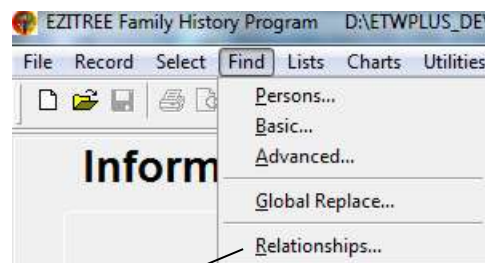 EZITREE Family History Program D:\ETWPLUS_DE
File Record Select Find Lists Charts Utilities
Persons...
Basic...
Advanced...
Inform
Global Replace...
Relationships...